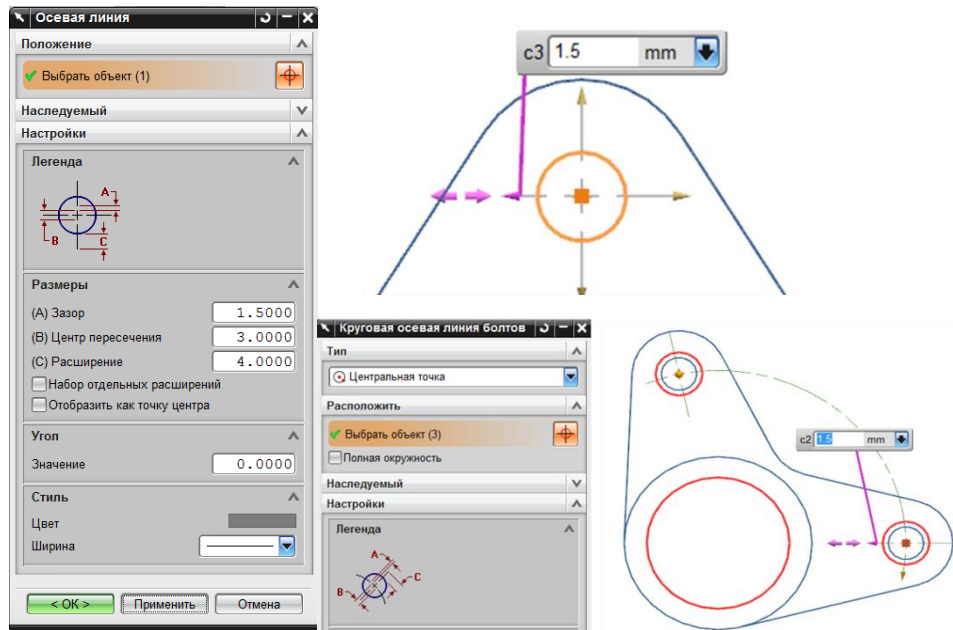 Осевая линия
Положение
Выбрать объект (1)
Наследуемый
Настройки
Легенда
A
B
C
Размеры
(A) Зазор 1.5000
(B) Центр пересечения 3.0000
(C) Расширение 4.0000
Набор отдельных расширений
Отобразить как точку центра
Угол
Значение 0.0000
Стиль
Цвет
Ширина
< OK > Применить Отмена
c3 1.5 mm
Круговая осевая линия болтов
Тип
Центральная точка
Расположить
Выбрать объект (3)
Полная окружность
Наследуемый
Настройки
Легенда
A
C
B
c2 1.5 mm